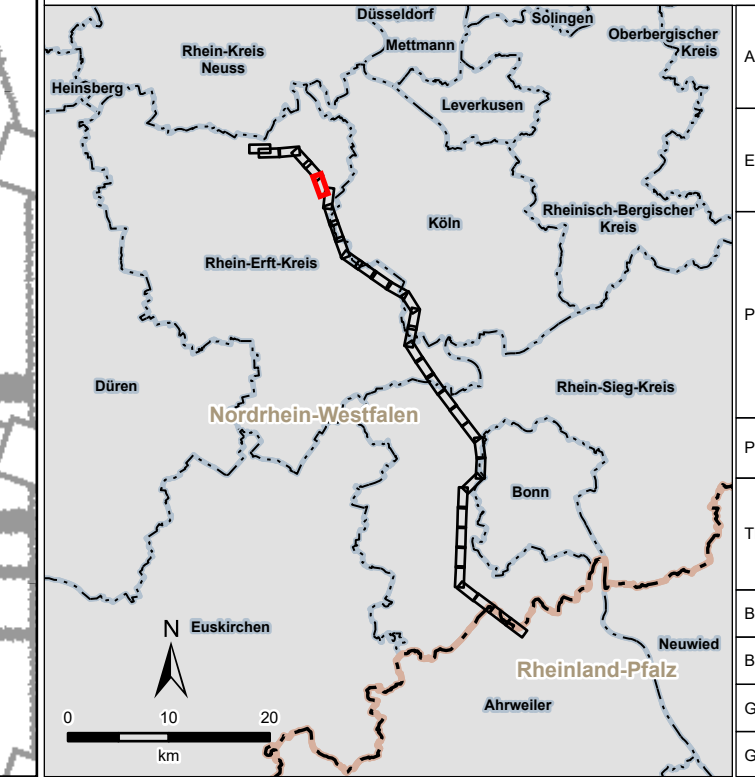 Düsseldorf
Solingen
Mettmann
Oberbergischer
Kreis
Rhein-Kreis
Neuss
Heinsberg
Leverkusen
Köln
Rheinisch-Bergischer
Kreis
Rhein-Erft-Kreis
Düren
Rhein-Sieg-Kreis
Nordrhein-Westfalen
Bonn
Euskirchen
Neuwied
Rheinland-Pfalz
Ahrweiler
N
0 10 20
km
A
E
P
P
T
B
B
G
G